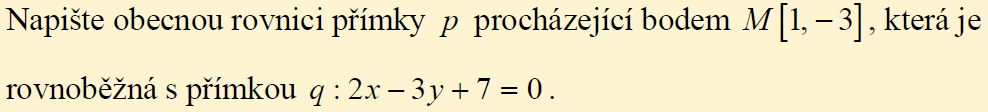 Napište obecnou rovnici přímky p procházející bodem M[1, −3], která je
rovnoběžná s přímkou q : 2x − 3y + 7 = 0.